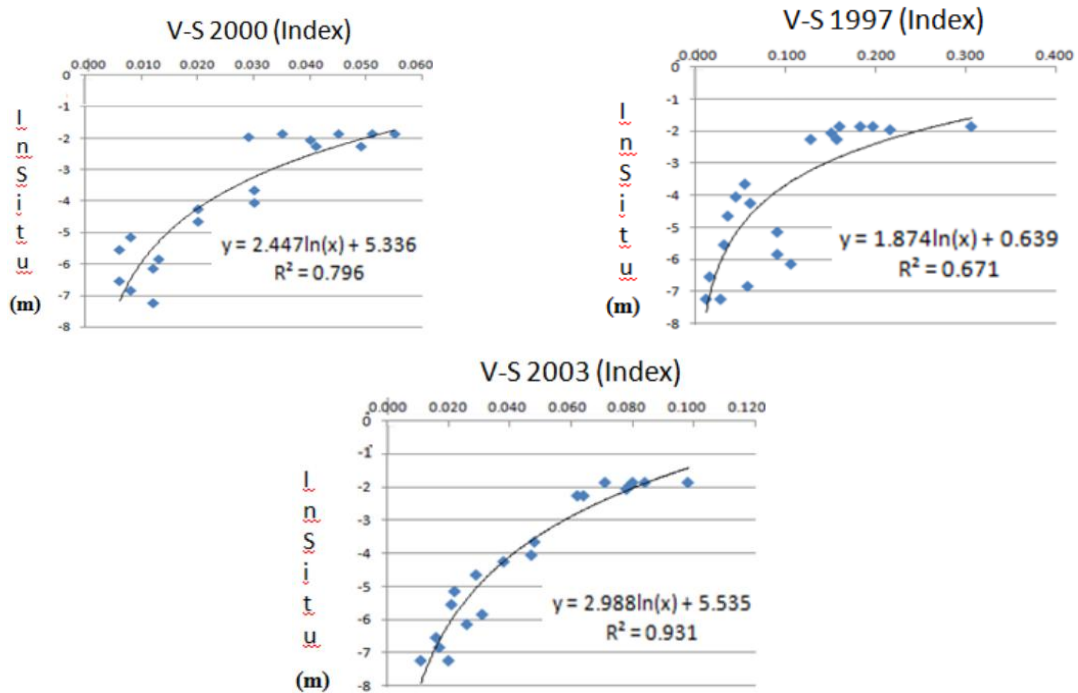 V-S 2000 (Index)
0.000 0.010 0.020 0.030 0.040 0.050 0.060
0
-1
-2
-3
-4
-5
-6
-7
-8
I
n
S
i
t
u
(m)
y = 2.447ln(x) + 5.336
R² = 0.796
V-S 1997 (Index)
0.000 0.100 0.200 0.300 0.400
0
-1
-2
-3
-4
-5
-6
-7
-8
I
n
S
i
t
u
(m)
y = 1.874ln(x) + 0.639
R² = 0.671
V-S 2003 (Index)
0.000 0.020 0.040 0.060 0.080 0.100 0.120
0
-1
-2
-3
-4
-5
-6
-7
-8
I
n
S
i
t
u
(m)
y = 2.988ln(x) + 5.535
R² = 0.931